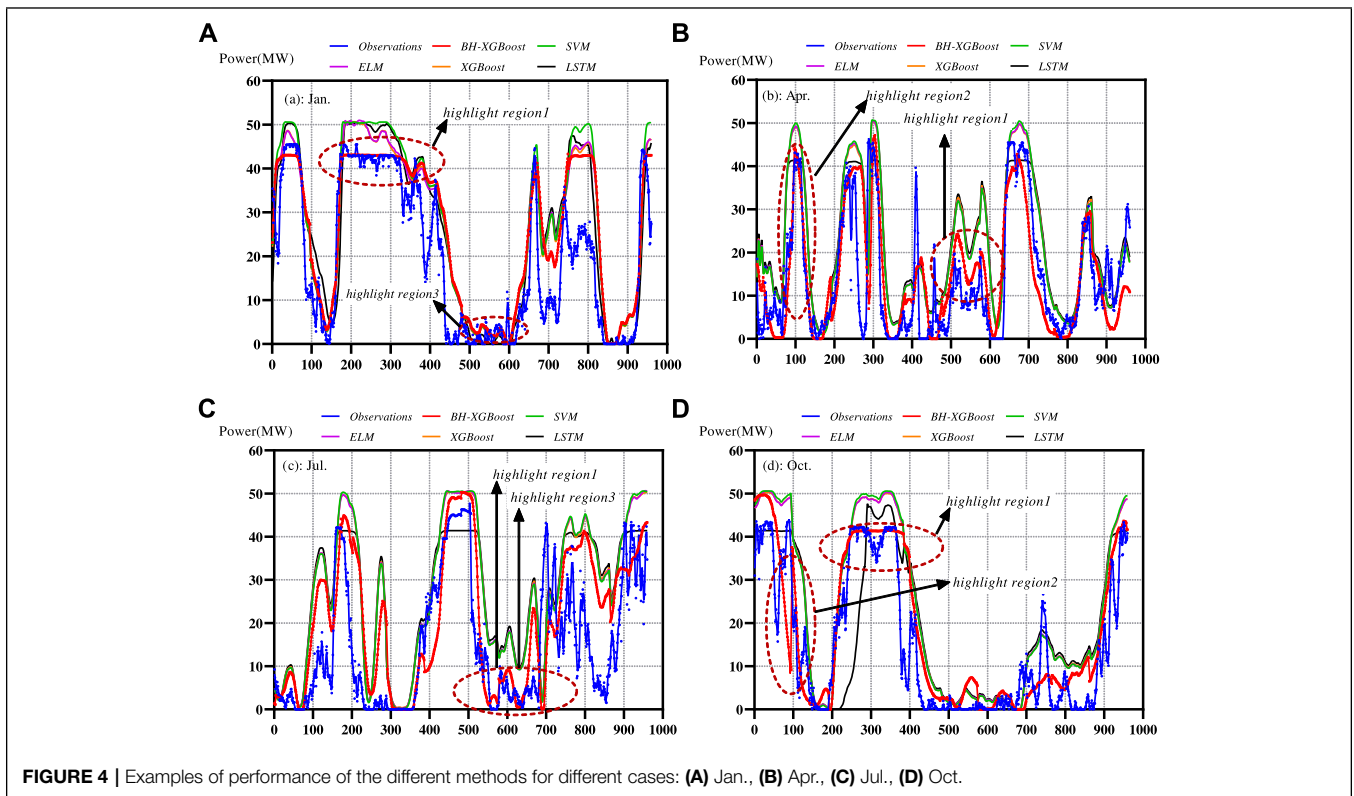 A
Power(MW)
Observations BH-XGBoost SVM
ELM XGBoost LSTM
60
50
40
30
20
10
0
(a): Jan.
highlight region1
highlight region3
0 100 200 300 400 500 600 700 800 900 1000
B
Power(MW)
Observations BH-XGBoost SVM
ELM XGBoost LSTM
60
50
40
30
20
10
0
(b): Apr.
highlight region2
highlight region1
0 100 200 300 400 500 600 700 800 900 1000
C
Power(MW)
Observations BH-XGBoost SVM
ELM XGBoost LSTM
60
50
40
30
20
10
0
(c): Jul.
highlight region1
highlight region3
0 100 200 300 400 500 600 700 800 900 1000
D
Power(MW)
Observations BH-XGBoost SVM
ELM XGBoost LSTM
60
50
40
30
20
10
0
(d): Oct.
highlight region1
highlight region2
0 100 200 300 400 500 600 700 800 900 1000
FIGURE 4 | Examples of performance of the different methods for different cases: (A) Jan., (B) Apr., (C) Jul., (D) Oct.